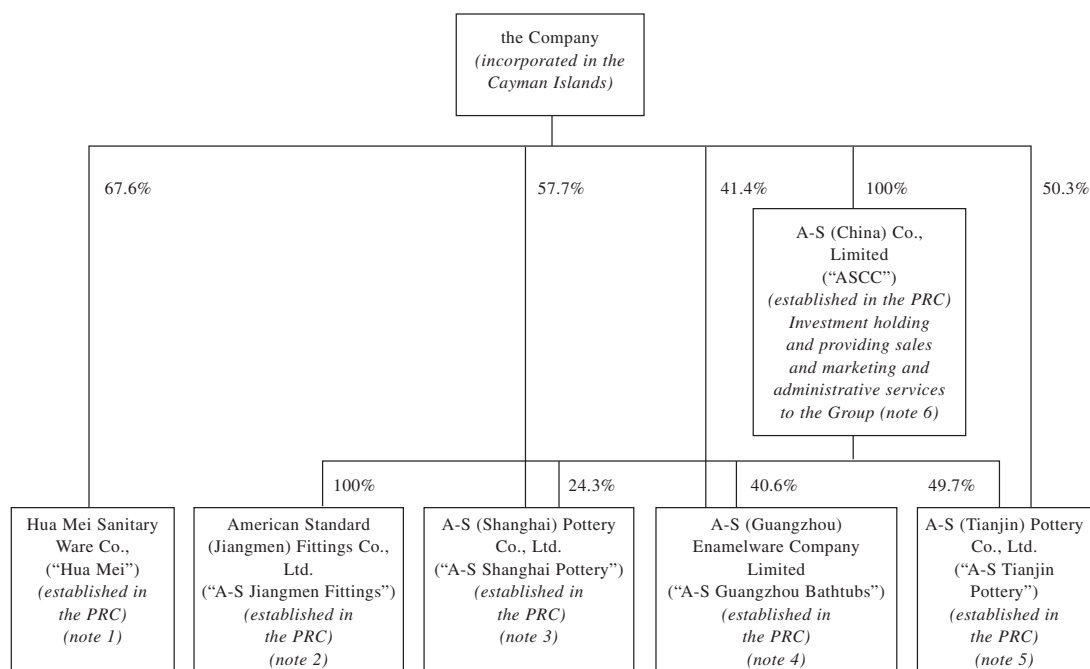 the Company
(incorporated in the
Cayman Islands)
67.6%
57.7%
41.4%
100%
50.3%
A-S (China) Co.,
Limited
(“ASCC”)
(established in the PRC)
Investment holding
and providing sales
and marketing and
administrative services
to the Group (note 6)
100%
24.3%
40.6%
49.7%
Hua Mei Sanitary
Ware Co.,
(“Hua Mei”)
(established in
the PRC)
(note 1)
American Standard
(Jiangmen) Fittings Co.,
Ltd.
(“A-S Jiangmen Fittings”)
(established in
the PRC)
(note 2)
A-S (Shanghai) Pottery
Co., Ltd.
(“A-S Shanghai Pottery”)
(established in
the PRC)
(note 3)
A-S (Guangzhou)
Enamelware Company
Limited
(“A-S Guangzhou Bathtubs”)
(established in
the PRC)
(note 4)
A-S (Tianjin) Pottery
Co., Ltd.
(“A-S Tianjin
Pottery”)
(established in
the PRC)
(note 5)